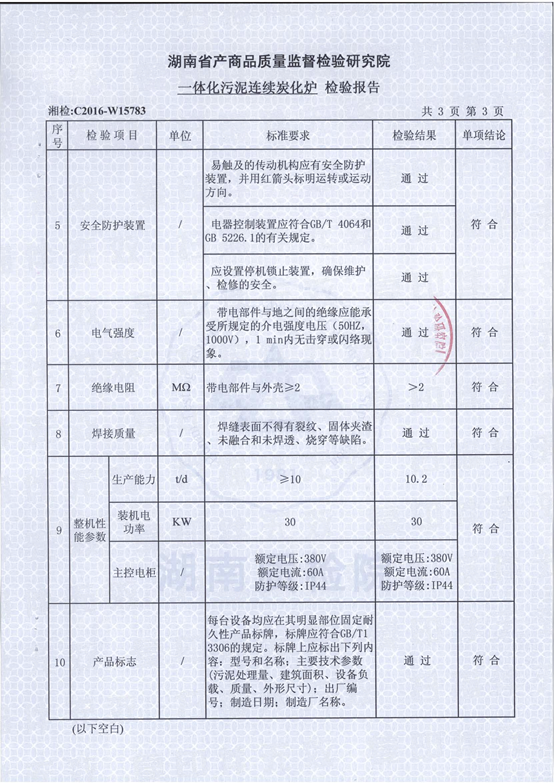 湖南省产商品质量监督检验研究院
一体化污泥连续炭化炉 检验报告
湘检:C2016-W15783
共 3 页 第 3 页
序号 检验项目 单位 标准要求 检验结果 单项结论
5 安全防护装置 /
易触及的传动机构应有安全防护
装置，并用红箭头标明运转或运动
方向。
通 过
电器控制装置应符合GB/T 4064和
GB 5226.1的有关规定。
通 过
符 合
应设置停机锁止装置，确保维护
、检修的安全。
通 过
6 电气强度 /
带电部件与地之间的绝缘应能承
受所规定的介电强度电压（50HZ，
1000V），1 min内无击穿或闪络现
象。
通 过 符 合
7 绝缘电阻 MΩ 带电部件与外壳≥2 >2 符 合
8 焊接质量 /
焊缝表面不得有裂纹、固体夹渣
、未融合和未焊透、烧穿等缺陷。
通 过 符 合
9 整机性
能参数
生产能力 t/d ≥10 10.2
装机电
功率
KW 30 30
符 合
主控电柜 /
额定电压:380V
额定电流:60A
防护等级:IP44
额定电压:380V
额定电流:60A
防护等级:IP44
10 产品标志 /
每台设备均应在其明显部位固定耐
久性产品标牌，标牌应符合GB/T1
3306的规定。标牌上应标出下列内
容：型号和名称；主要技术参数
(污泥处理量、建筑面积、设备负
载、质量、外形尺寸)；出厂编
号；制造日期；制造厂名称。
通 过 符 合
(以下空白)
1981